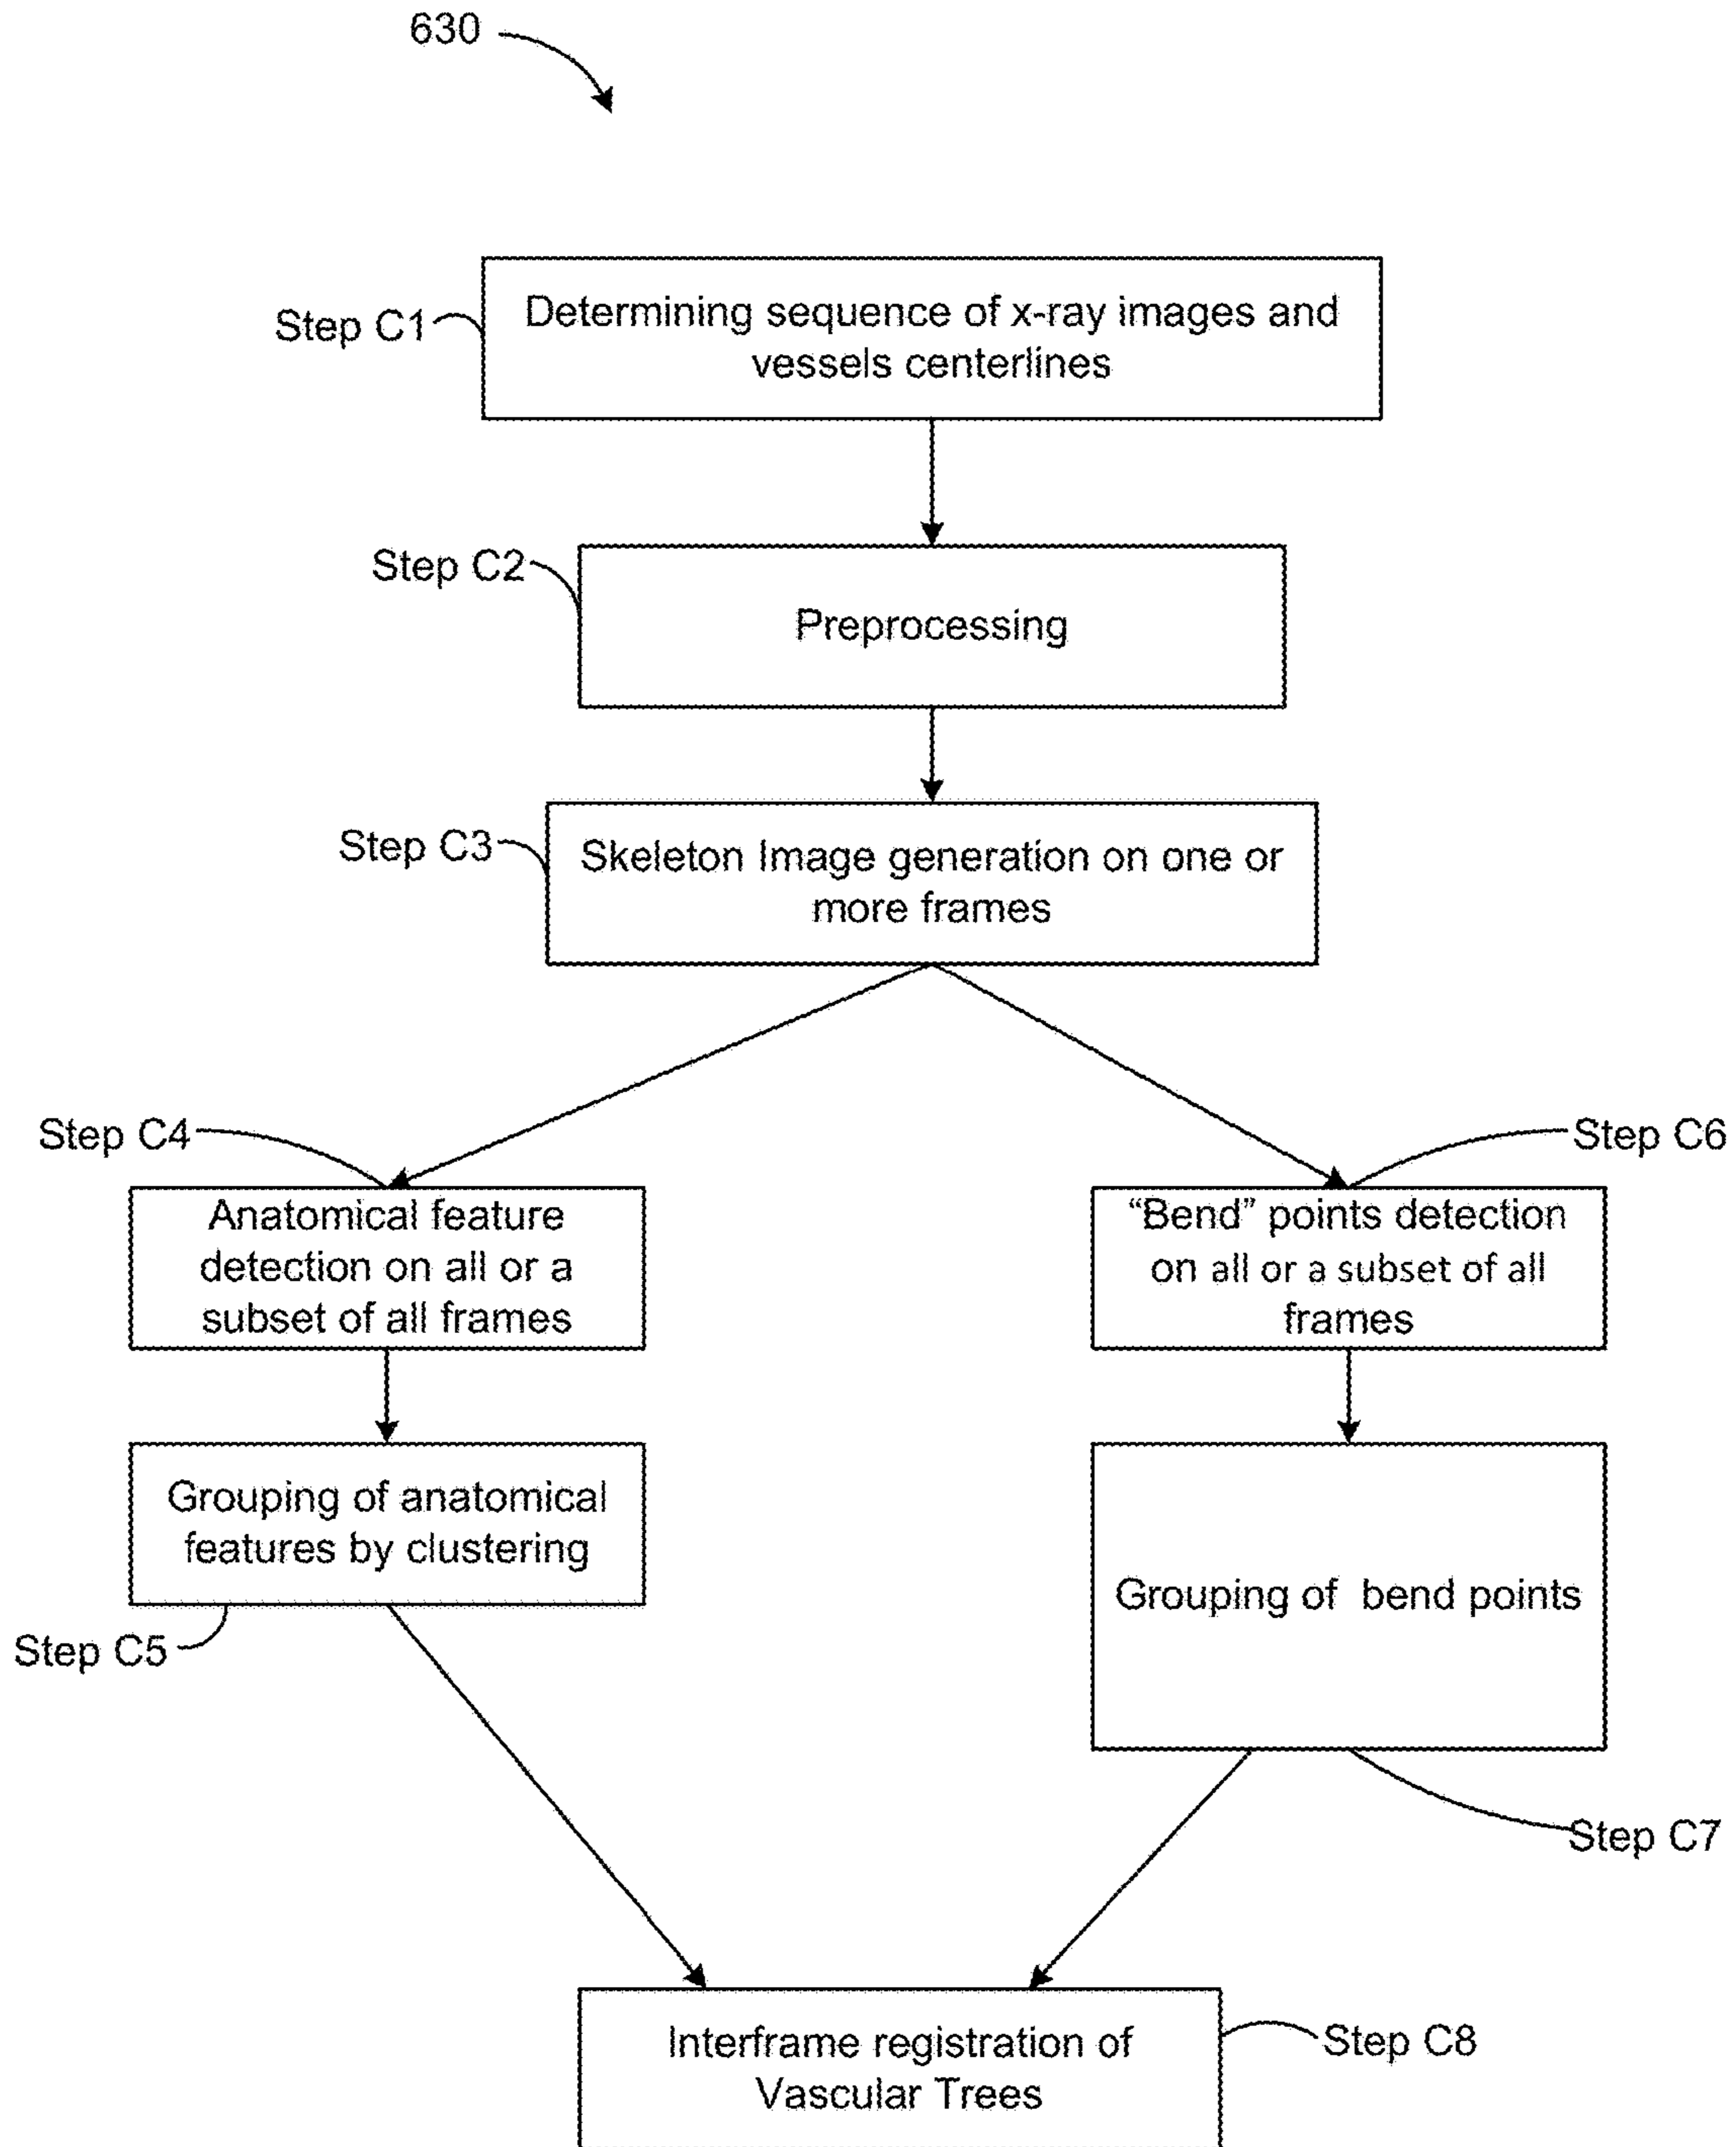 630
Step C1
Determining sequence of x-ray images and
vessels centerlines
Step C2
Preprocessing
Step C3
Skeleton Image generation on one or
more frames
Step C4
Anatomical feature
detection on all or a
subset of all frames
Step C6
“Bend” points detection
on all or a subset of all
frames
Grouping of anatomical
features by clustering
Step C5
Grouping of bend points
Step C7
Interframe registration of
Vascular Trees
Step C8